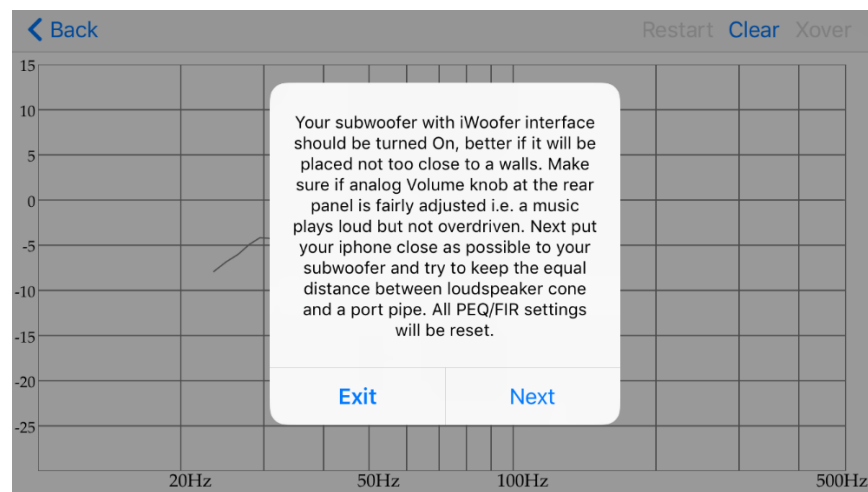 Back
Restart Clear Xover
15
10
5
0
-5
-10
-15
-20
-25
20Hz 50Hz 100Hz 500Hz
Your subwoofer with iWoofer interface
should be turned On, better if it will be
placed not too close to a walls. Make
sure if analog Volume knob at the rear
panel is fairly adjusted i.e. a music
plays loud but not overdriven. Next put
your iphone close as possible to your
subwoofer and try to keep the equal
distance between loudspeaker cone
and a port pipe. All PEQ/FIR settings
will be reset.
Exit Next